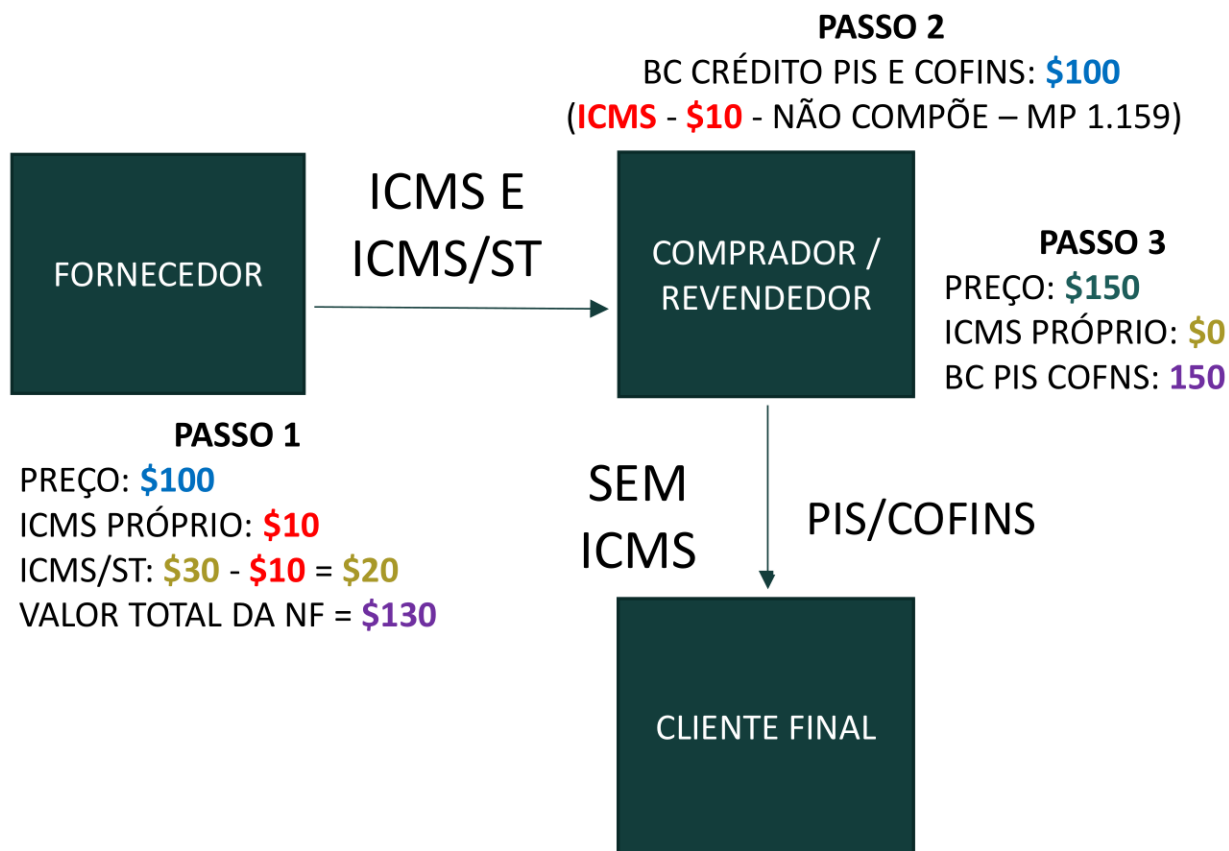 PASSO 2
BC CRÉDITO PIS E COFINS: $100
(ICMS - $10 - NÃO COMPÕE – MP 1.159)
ICMS E
ICMS/ST
FORNECEDOR
COMPRADOR /
REVENDEDOR
PASSO 3
PREÇO: $150
ICMS PRÓPRIO: $0
BC PIS COFNS: 150
PASSO 1
PREÇO: $100
ICMS PRÓPRIO: $10
ICMS/ST: $30 - $10 = $20
VALOR TOTAL DA NF = $130
SEM
ICMS
PIS/COFINS
CLIENTE FINAL